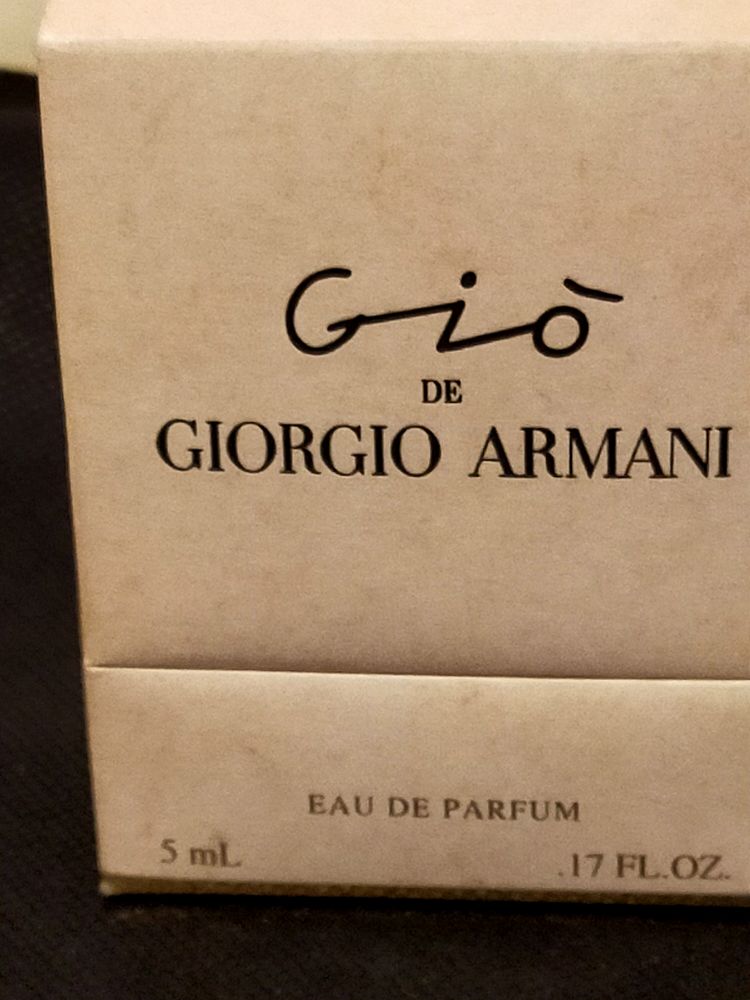 Giò
DE
GIORGIO ARMANI
EAU DE PARFUM
5 mL .17 FL.OZ.